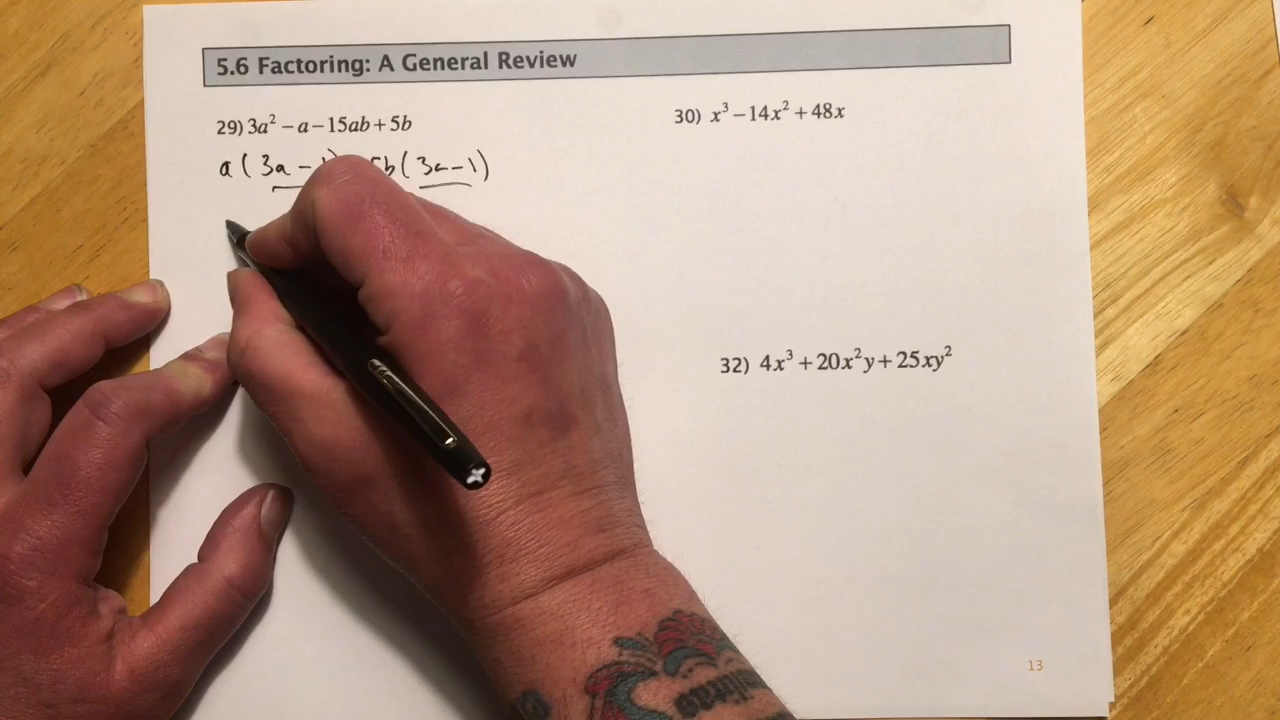 5.6 Factoring: A General Review
29) 3a² – a – 15ab + 5b
30) x³ – 14x² + 48x
a ( 3a – b ( 3a – 1 )
32) 4x³ + 20x²y + 25xy²
13